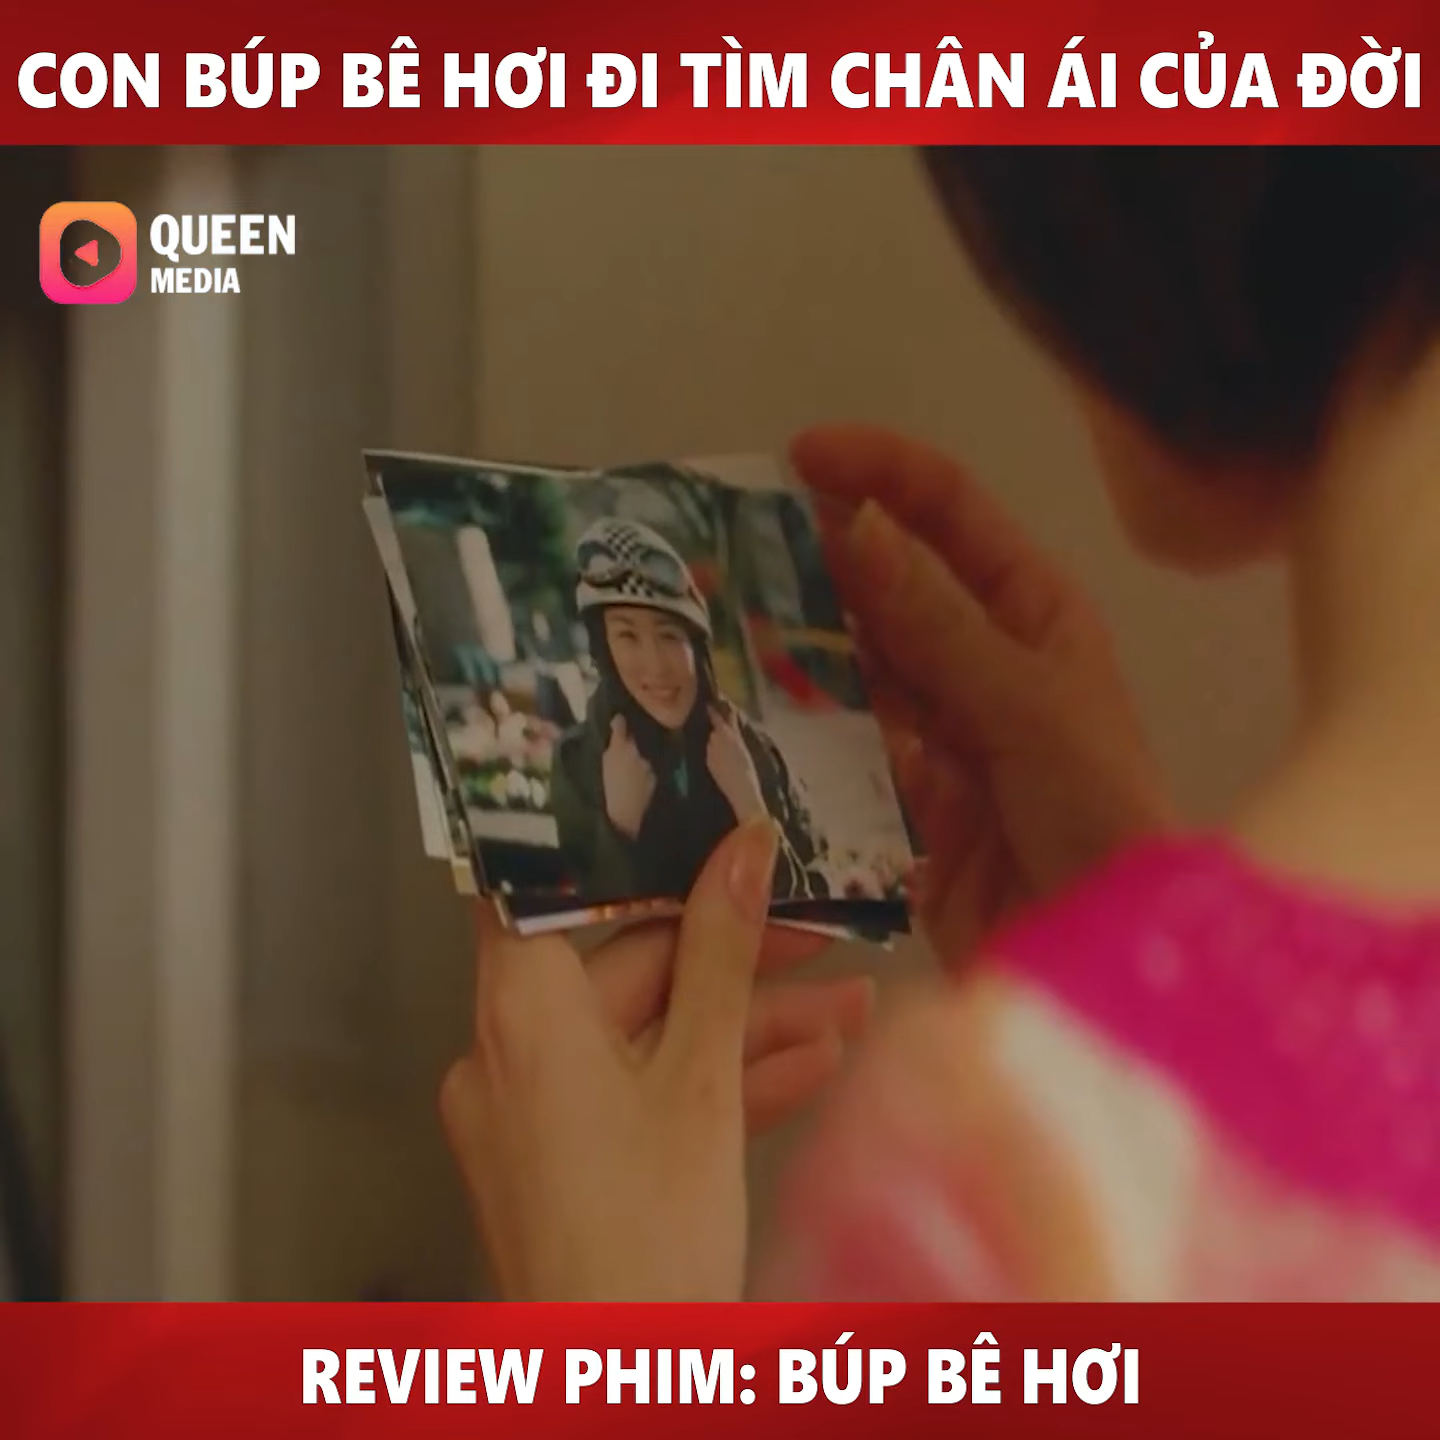 CON BÚP BÊ HƠI ĐI TÌM CHÂN ÁI CỦA ĐỜI
QUEEN
MEDIA
REVIEW PHIM: BÚP BÊ HƠI